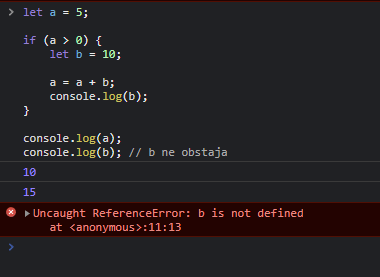 let a = 5;
if (a > 0) {
let b = 10;
a = a + b;
console.log(b);
}
console.log(a);
console.log(b); // b ne obstaja
10
15
Uncaught ReferenceError: b is not defined
at <anonymous>:11:13